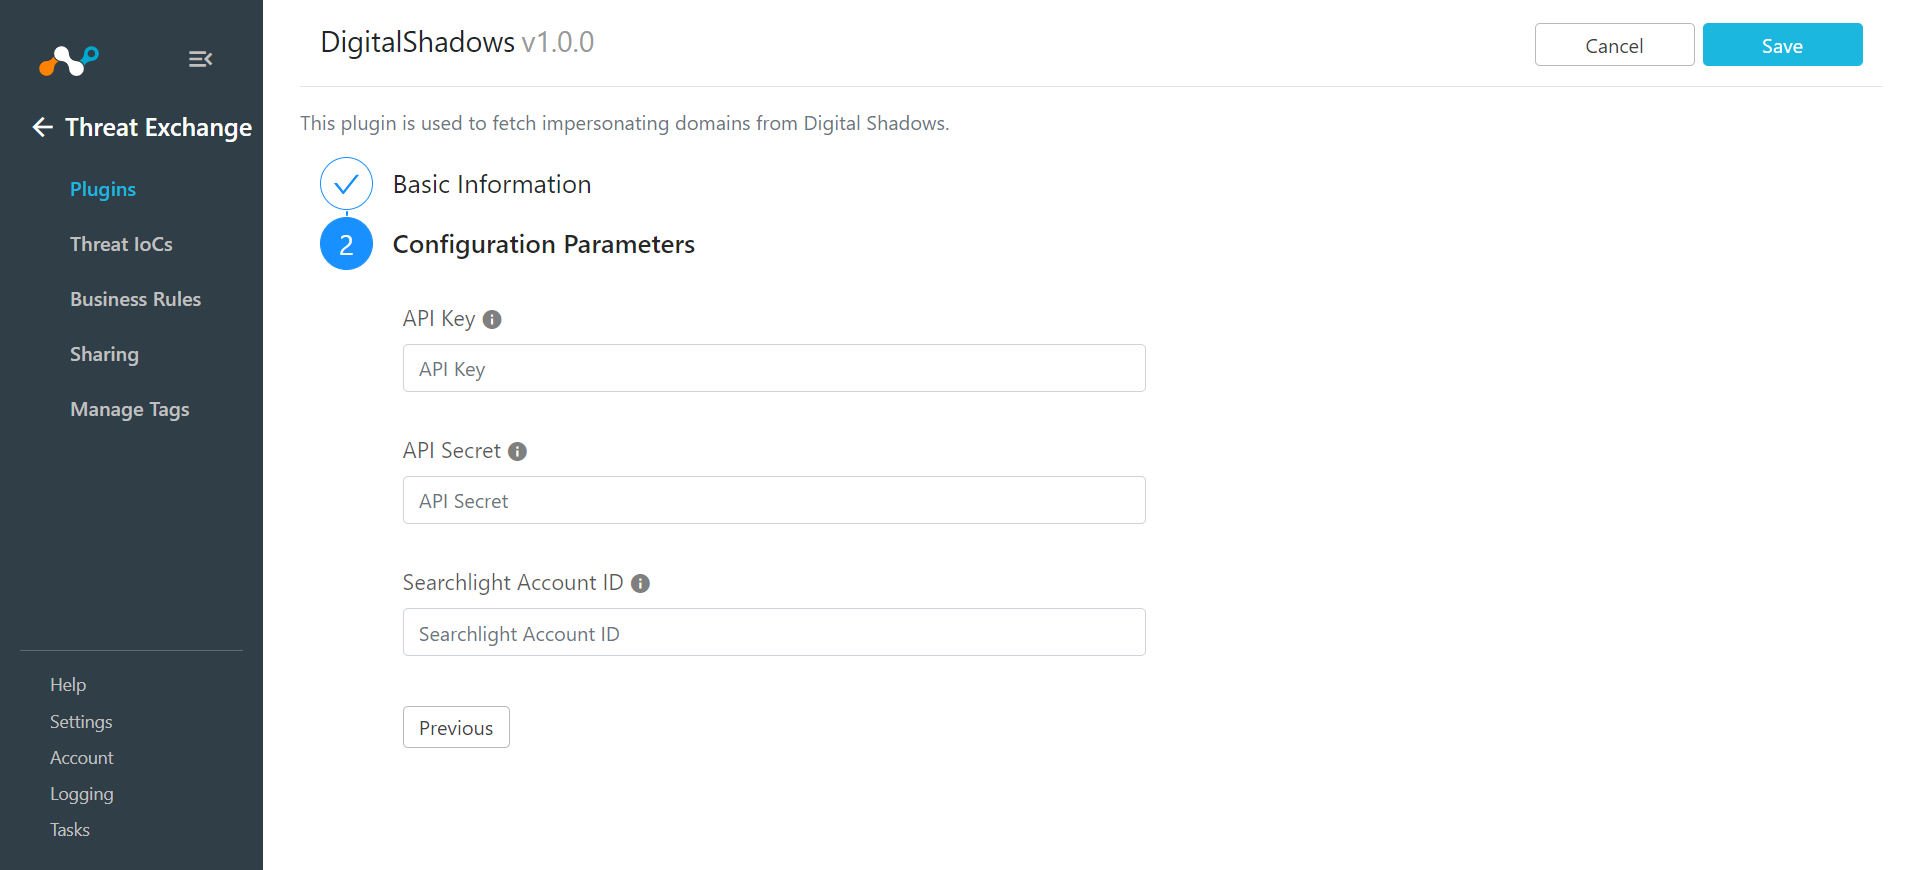 Threat Exchange
Plugins
Threat IoCs
Business Rules
Sharing
Manage Tags
Help
Settings
Account
Logging
Tasks
DigitalShadows v1.0.0
Cancel
Save
This plugin is used to fetch impersonating domains from Digital Shadows.
Basic Information
2 Configuration Parameters
API Key
API Key
API Secret
API Secret
Searchlight Account ID
Searchlight Account ID
Previous